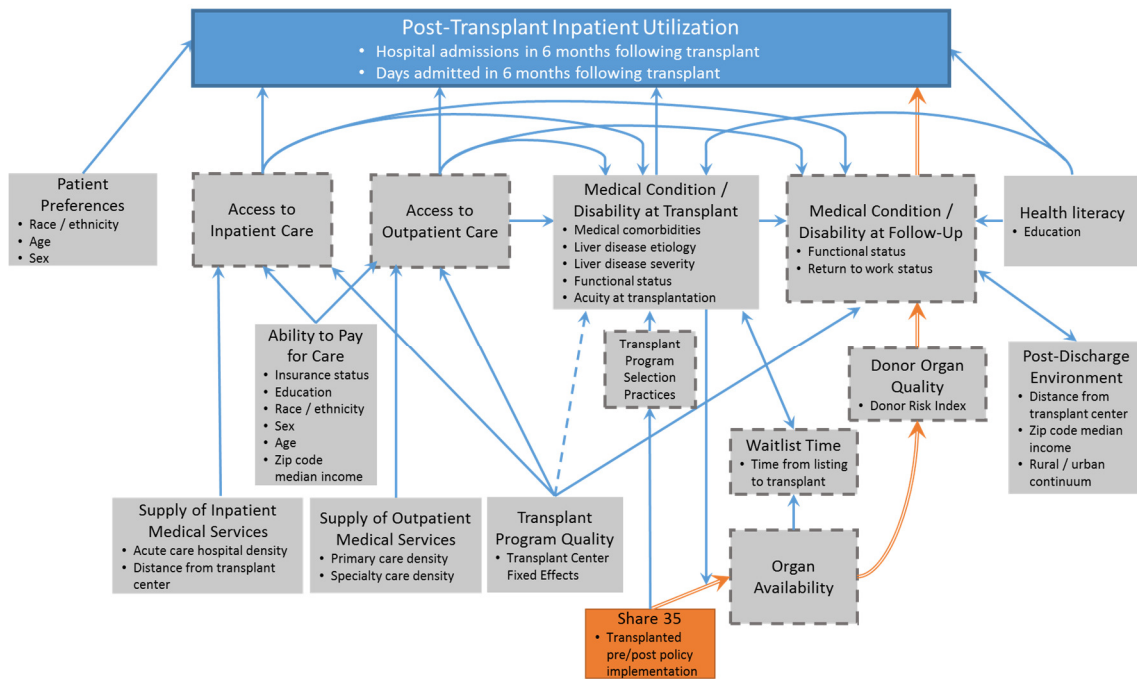 Post-Transplant Inpatient Utilization
• Hospital admissions in 6 months following transplant
• Days admitted in 6 months following transplant
Patient
Preferences
• Race / ethnicity
• Age
• Sex
Access to
Inpatient Care
Access to
Outpatient Care
Medical Condition /
Disability at Transplant
• Medical comorbidities
• Liver disease etiology
• Liver disease severity
• Functional status
• Acuity at transplantation
Medical Condition /
Disability at Follow-Up
• Functional status
• Return to work status
Health literacy
• Education
Ability to Pay
for Care
• Insurance status
• Education
• Race / ethnicity
• Sex
• Age
• Zip code
median income
Transplant
Program
Selection
Practices
Donor Organ
Quality
• Donor Risk Index
Post-Discharge
Environment
• Distance from
transplant center
• Zip code median
income
• Rural / urban
continuum
Waitlist Time
• Time from listing
to transplant
Supply of Inpatient
Medical Services
• Acute care hospital density
• Distance from transplant
center
Supply of Outpatient
Medical Services
• Primary care density
• Specialty care density
Transplant
Program Quality
• Transplant Center
Fixed Effects
Organ
Availability
Share 35
• Transplanted
pre/post policy
implementation